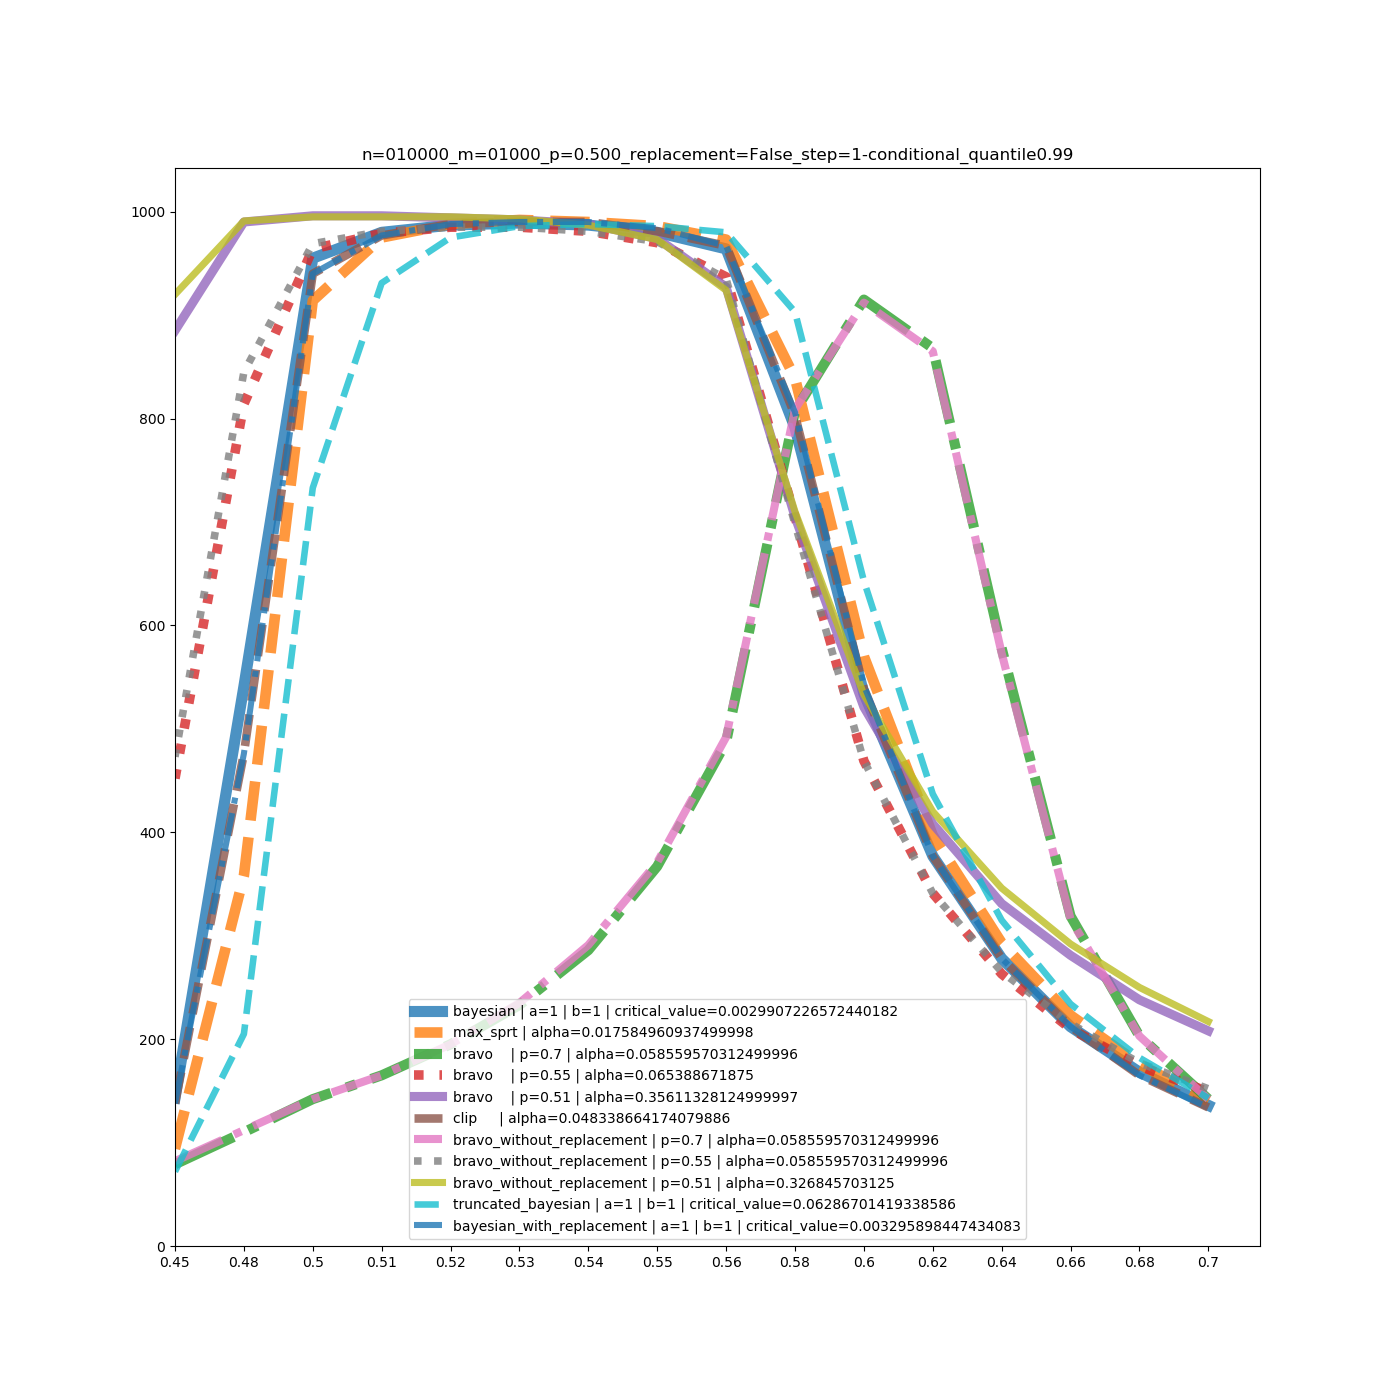 n=010000_m=01000_p=0.500_replacement=False_step=1-conditional_quantile0.99
1000
800
600
400
200
0
bayesian | a=1 | b=1 | critical_value=0.0029907226572440182
max_sprt | alpha=0.017584960937499998
bravo | p=0.7 | alpha=0.058559570312499996
bravo | p=0.55 | alpha=0.065388671875
bravo | p=0.51 | alpha=0.35611328124999997
clip | alpha=0.048338664174079886
bravo_without_replacement | p=0.7 | alpha=0.058559570312499996
bravo_without_replacement | p=0.55 | alpha=0.058559570312499996
bravo_without_replacement | p=0.51 | alpha=0.326845703125
truncated_bayesian | a=1 | b=1 | critical_value=0.06286701419338586
bayesian_with_replacement | a=1 | b=1 | critical_value=0.003295898447434083
0.45 0.48 0.5 0.51 0.52 0.53 0.54 0.55 0.56 0.58 0.6 0.62 0.64 0.66 0.68 0.7